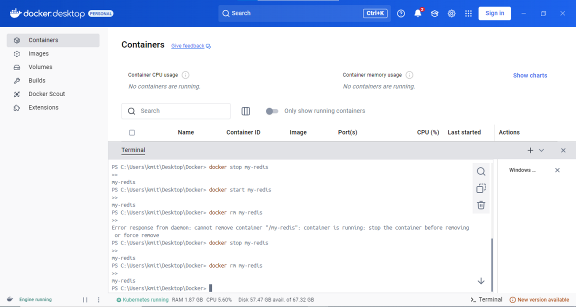 docker.desktop PERSONAL
Search
Ctrl+K
Sign in
Containers
Images
Volumes
Builds
Docker Scout
Extensions
Containers
Give feedback
Container CPU usage
No containers are running.
Container memory usage
No containers are running.
Show charts
Search
Only show running containers
Name Container ID Image Port(s) CPU (%) Last started Actions
Terminal
Windows ...
PS C:\Users\kmit\Desktop\Docker> docker stop my-redis
>>
my-redis
PS C:\Users\kmit\Desktop\Docker> docker start my-redis
>>
my-redis
PS C:\Users\kmit\Desktop\Docker> docker rm my-redis
>>
Error response from daemon: cannot remove container "/my-redis": container is running: stop the container before removing
or force remove
PS C:\Users\kmit\Desktop\Docker> docker stop my-redis
>>
my-redis
PS C:\Users\kmit\Desktop\Docker> docker rm my-redis
>>
my-redis
PS C:\Users\kmit\Desktop\Docker>
Engine running
Kubernetes running RAM 1.87 GB CPU 5.60% Disk 57.47 GB avail. of 67.32 GB
Terminal
New version available